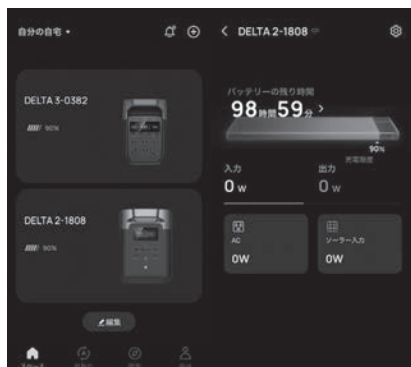 自分の自宅
DELTA 3-0382
90%
DELTA 2-1808
90%
編集
DELTA 2-1808
バッテリーの残り時間
98時間59分 >
90%
充電制限
入力
出力
0 w
0 w
AC
ソーラー入力
0W
0W